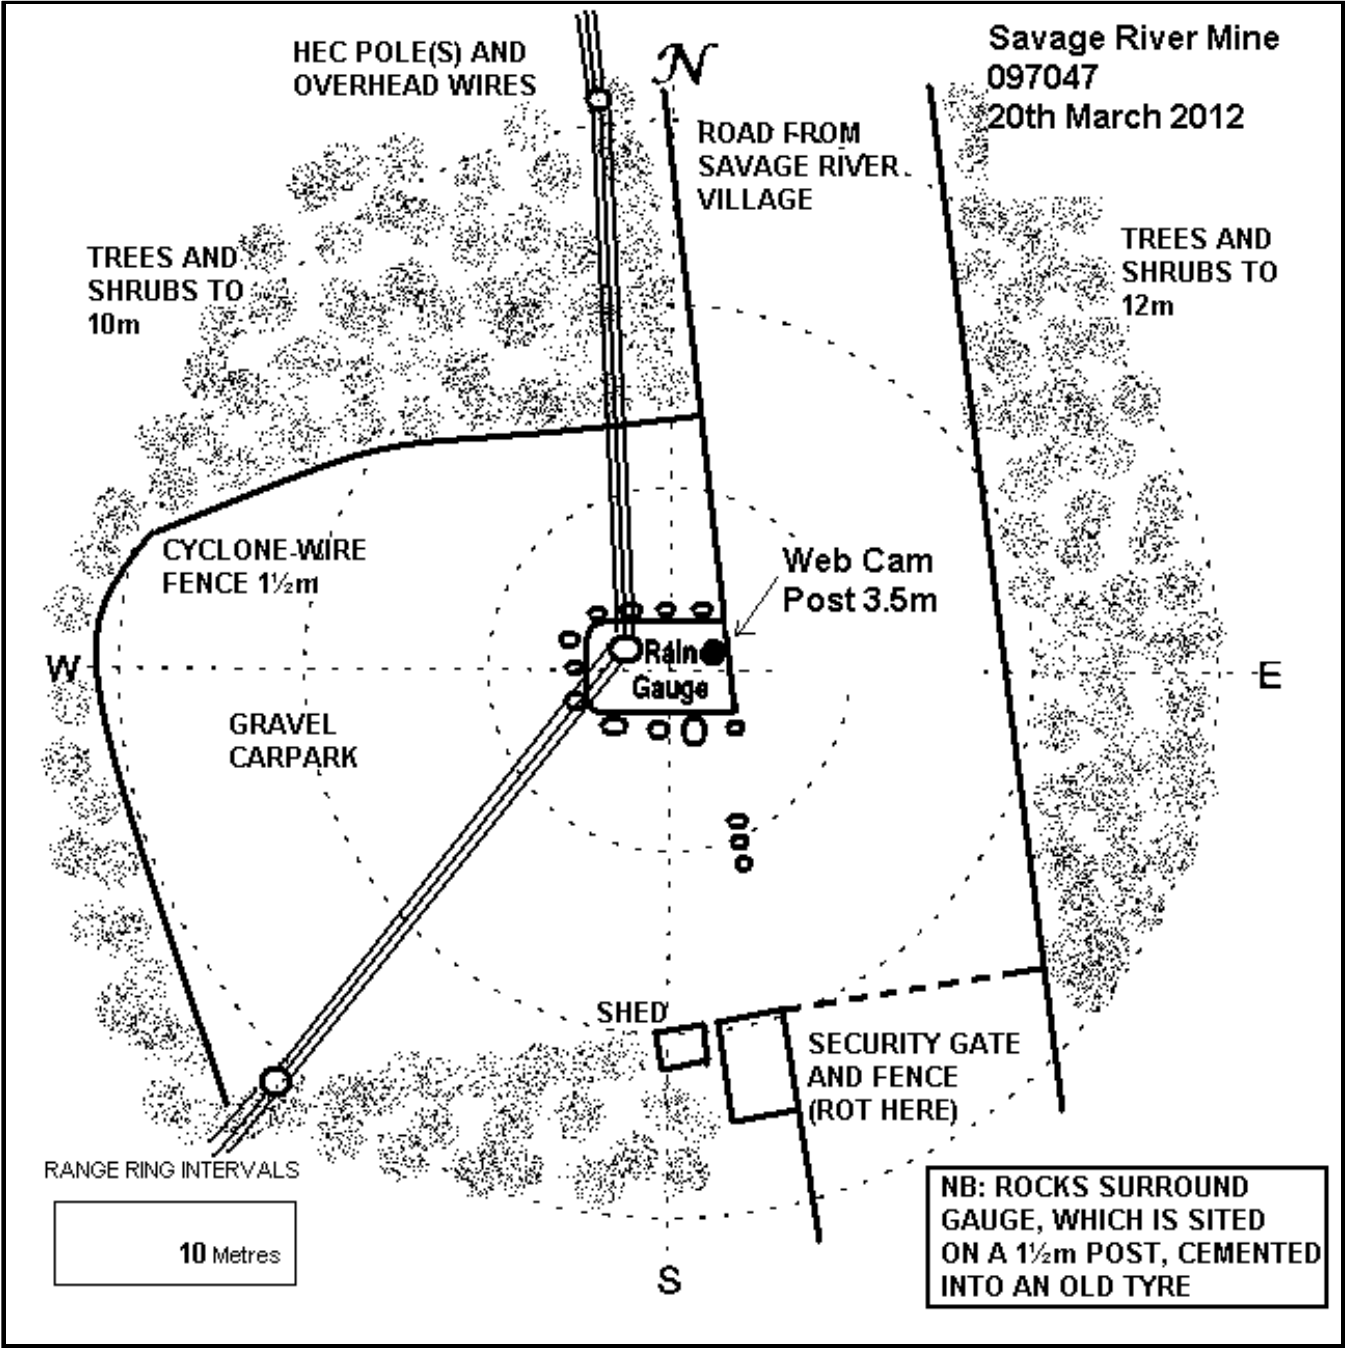 HEC POLE(S) AND
OVERHEAD WIRES
N
Savage River Mine
097047
20th March 2012
ROAD FROM
SAVAGE RIVER
VILLAGE
TREES AND
SHRUBS TO
10m
TREES AND
SHRUBS TO
12m
CYCLONE-WIRE
FENCE 1½m
Web Cam
Post 3.5m
Rain
Gauge
W
E
GRAVEL
CARPARK
SHED
SECURITY GATE
AND FENCE
(ROT HERE)
RANGE RING INTERVALS
10 Metres
S
NB: ROCKS SURROUND
GAUGE, WHICH IS SITED
ON A 1½m POST, CEMENTED
INTO AN OLD TYRE